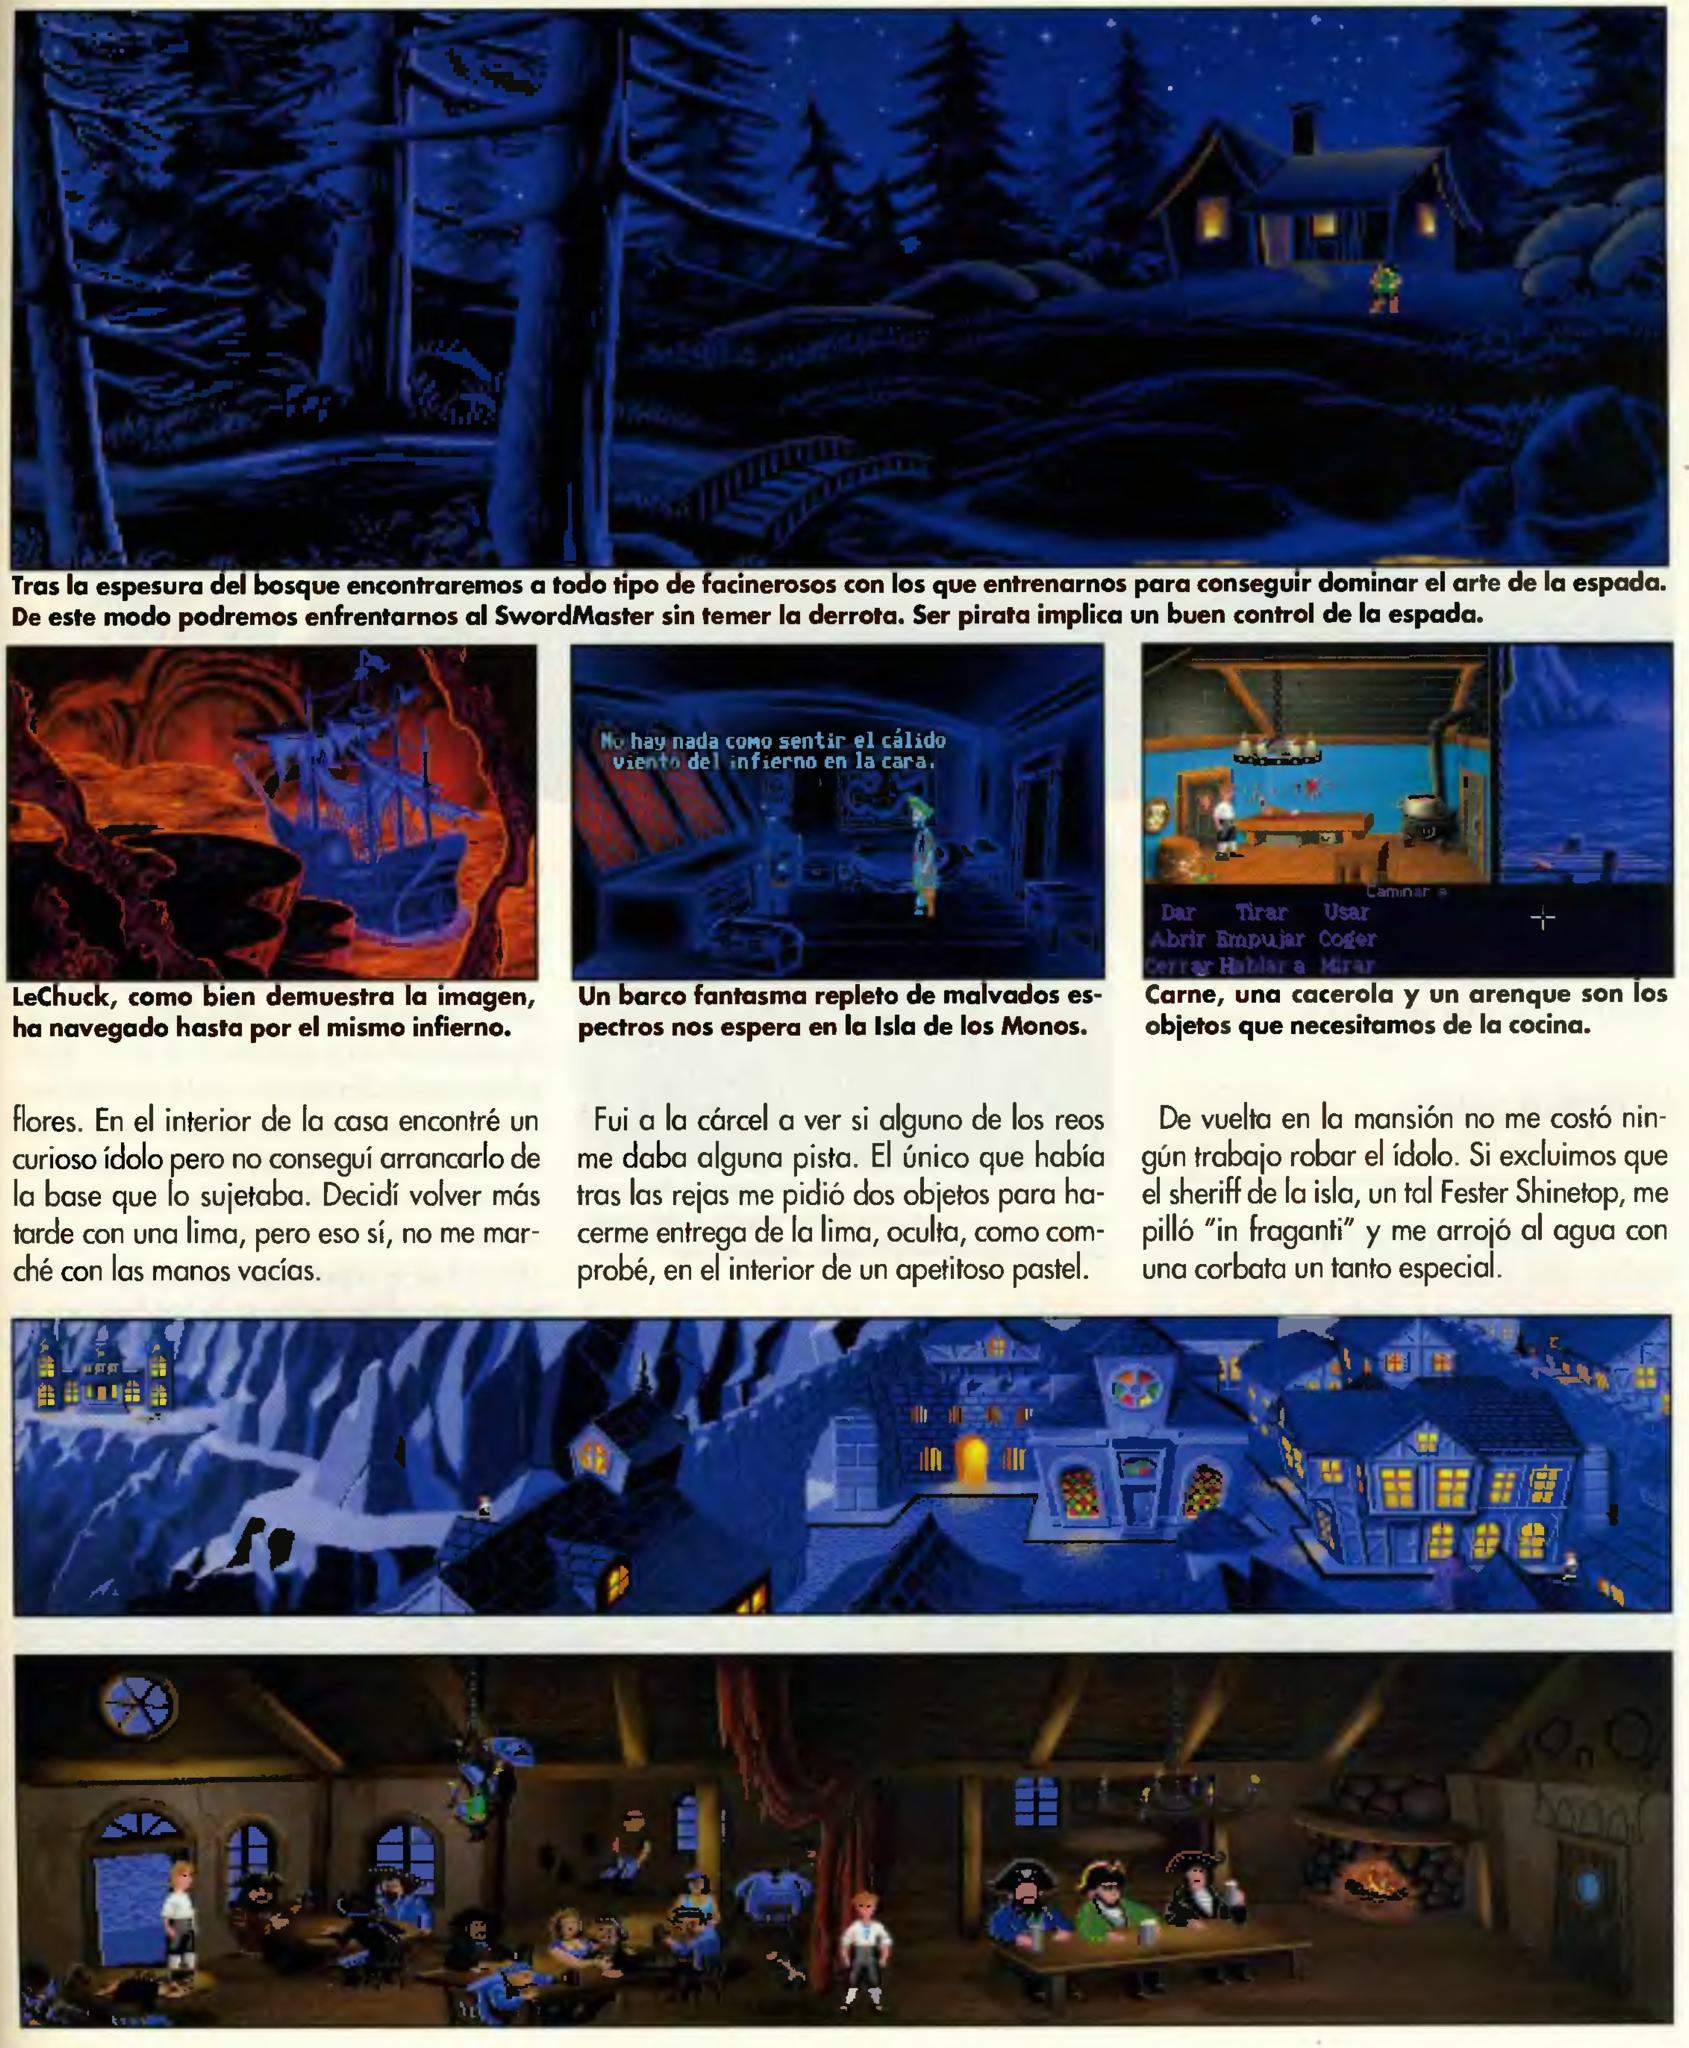 Tras la espesura del bosque encontraremos a todo tipo de facinerosos con los que entrenarnos para conseguir dominar el arte de la espada.
De este modo podremos enfrentarnos al SwordMaster sin temer la derrota. Ser pirata implica un buen control de la espada.
No hay nada como sentir el cálido
viento del infierno en la cara.
Caminar a
Dar Tirar Usar
Abrir Empujar Coger
Cerrar Hablar a Mirar
LeChuck, como bien demuestra la imagen,
ha navegado hasta por el mismo infierno.
Un barco fantasma repleto de malvados es-
pectros nos espera en la Isla de los Monos.
Carne, una cacerola y un arenque son los
objetos que necesitamos de la cocina.
flores. En el interior de la casa encontré un
curioso ídolo pero no conseguí arrancarlo de
la base que lo sujetaba. Decidí volver más
tarde con una lima, pero eso sí, no me mar-
ché con las manos vacías.
Fui a la cárcel a ver si alguno de los reos
me daba alguna pista. El único que había
tras las rejas me pidió dos objetos para ha-
cerme entrega de la lima, oculta, como com-
probé, en el interior de un apetitoso pastel.
De vuelta en la mansión no me costó nin-
gún trabajo robar el ídolo. Si excluimos que
el sheriff de la isla, un tal Fester Shinetop, me
pilló "in fraganti" y me arrojó al agua con
una corbata un tanto especial.